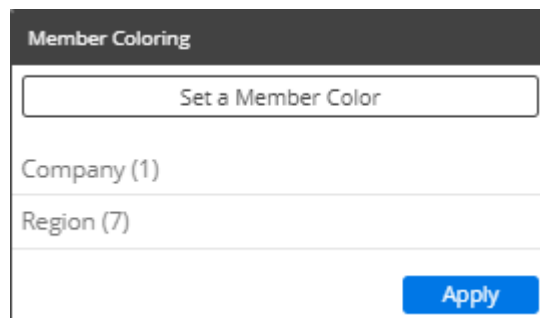 Member Coloring
Set a Member Color
Company (1)
Region (7)
Apply